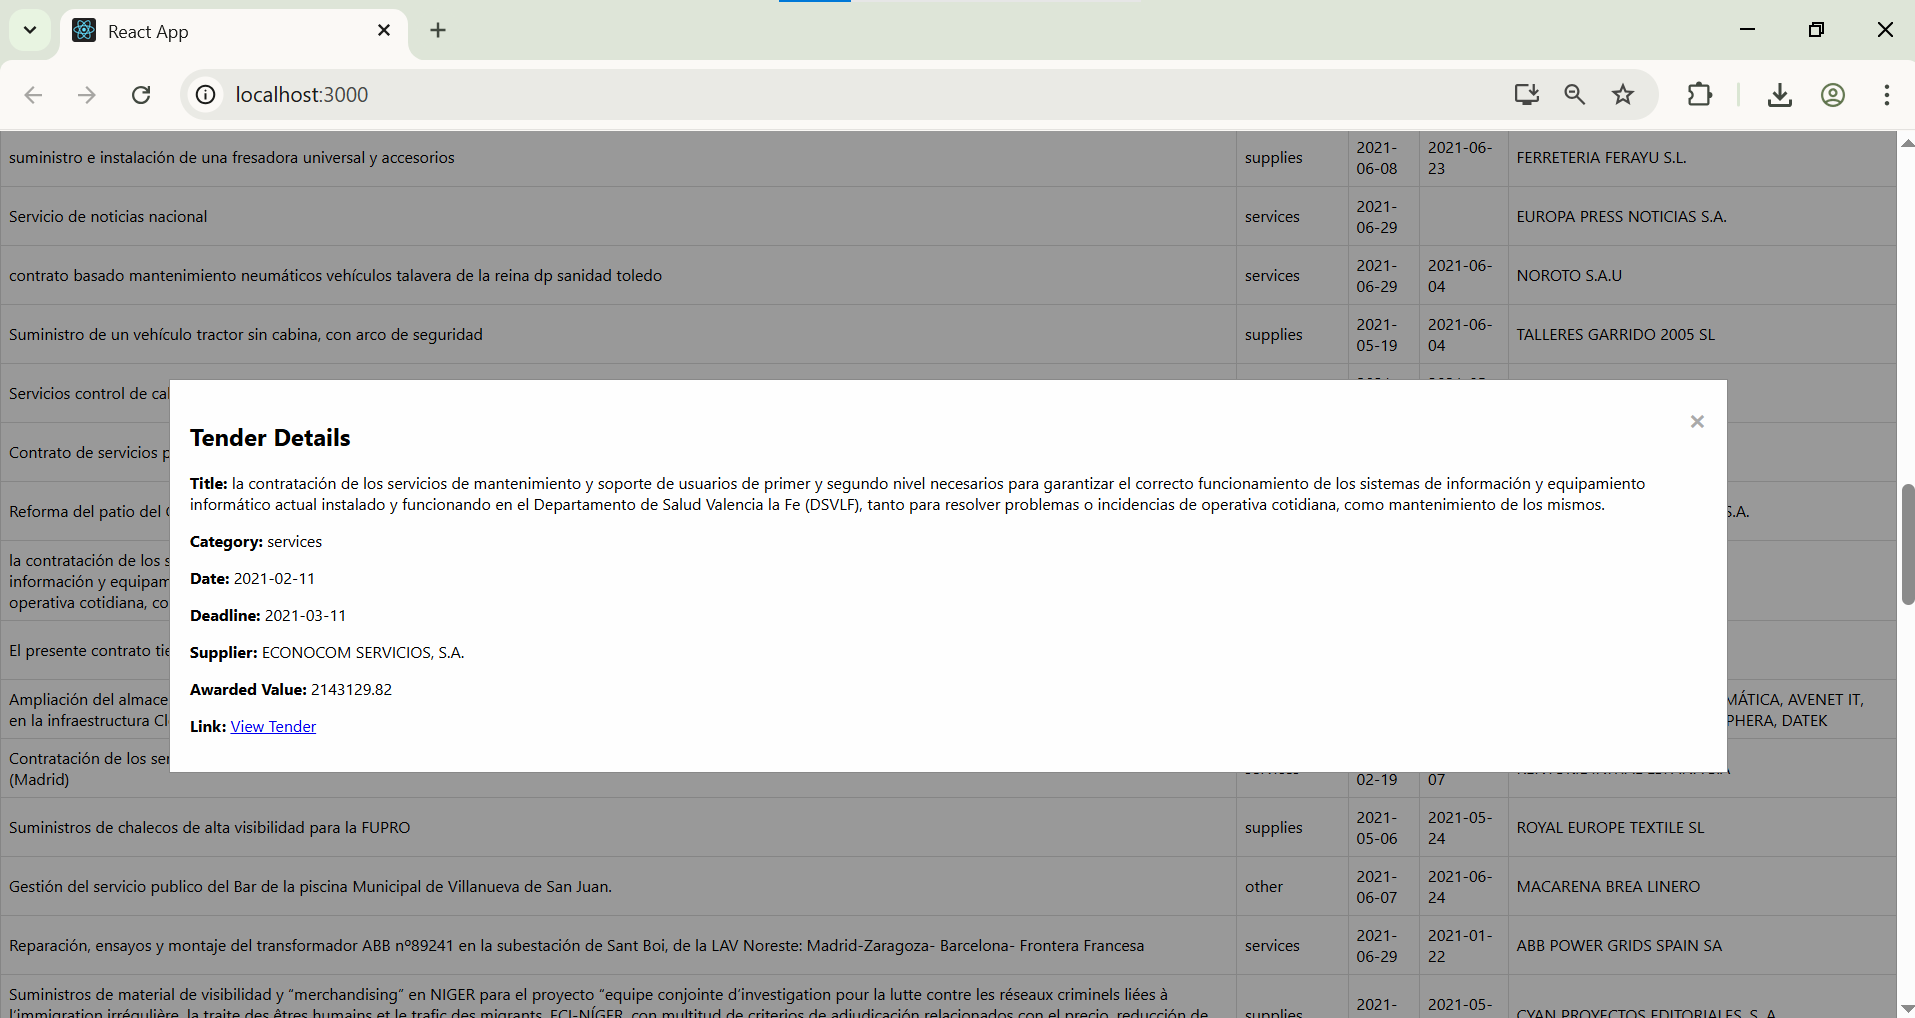 React App
localhost:3000
suministro e instalación de una fresadora universal y accesorios
supplies
2021-
06-08
2021-06-
23
FERRETERIA FERAYU S.L.
Servicio de noticias nacional
services
2021-
06-29
EUROPA PRESS NOTICIAS S.A.
contrato basado mantenimiento neumáticos vehículos talavera de la reina dp sanidad toledo
services
2021-
06-29
2021-06-
04
NOROTO S.A.U
Suministro de un vehículo tractor sin cabina, con arco de seguridad
supplies
2021-
05-19
2021-06-
04
TALLERES GARRIDO 2005 SL
Servicios control de cal
Contrato de servicios p
Reforma del patio del
S.A.
la contratación de los s
información y equipam
operativa cotidiana, co
El presente contrato tie
Ampliación del almace
en la infraestructura Cl
MÁTICA, AVENET IT,
PHERA, DATEK
Contratación de los ser
(Madrid)
02-19
07
Tender Details
×
Title: la contratación de los servicios de mantenimiento y soporte de usuarios de primer y segundo nivel necesarios para garantizar el correcto funcionamiento de los sistemas de información y equipamiento
informático actual instalado y funcionando en el Departamento de Salud Valencia la Fe (DSVLF), tanto para resolver problemas o incidencias de operativa cotidiana, como mantenimiento de los mismos.
Category: services
Date: 2021-02-11
Deadline: 2021-03-11
Supplier: ECONOCOM SERVICIOS, S.A.
Awarded Value: 2143129.82
Link: View Tender
Suministros de chalecos de alta visibilidad para la FUPRO
supplies
2021-
05-06
2021-05-
24
ROYAL EUROPE TEXTILE SL
Gestión del servicio publico del Bar de la piscina Municipal de Villanueva de San Juan.
other
2021-
06-07
2021-06-
24
MACARENA BREA LINERO
Reparación, ensayos y montaje del transformador ABB nº89241 en la subestación de Sant Boi, de la LAV Noreste: Madrid-Zaragoza- Barcelona- Frontera Francesa
services
2021-
06-29
2021-01-
22
ABB POWER GRIDS SPAIN SA
Suministros de material de visibilidad y “merchandising” en NIGER para el proyecto “equipe conjointe d’investigation pour la lutte contre les réseaux criminels liées à
l’immigration irrégulière, la traite des êtres humains et le trafic des migrants, ECI-NÍGER, con multitud de criterios de adjudicación relacionados con el precio, reducción de
supplies
2021-
2021-05-
CYAN PROYECTOS EDITORIALES, S. A.